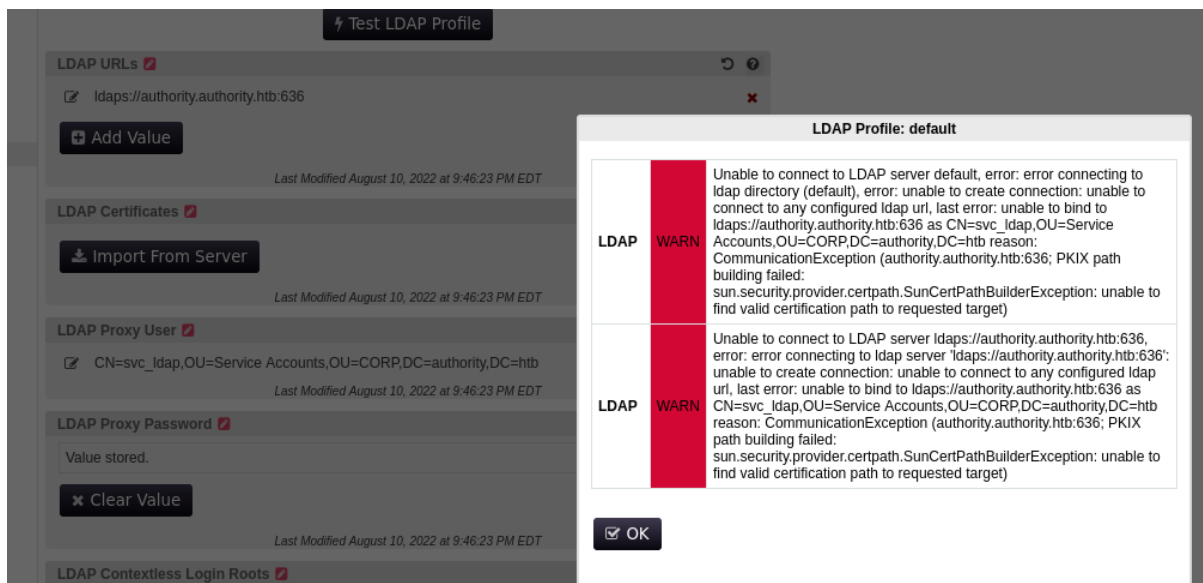 Test LDAP Profile
LDAP URLs
ldaps://authority.authority.htb:636
Add Value
Last Modified August 10, 2022 at 9:46:23 PM EDT
LDAP Certificates
Import From Server
Last Modified August 10, 2022 at 9:46:23 PM EDT
LDAP Proxy User
CN=svc_ldap,OU=Service Accounts,OU=CORP,DC=authority,DC=htb
Last Modified August 10, 2022 at 9:46:23 PM EDT
LDAP Proxy Password
Value stored.
Clear Value
Last Modified August 10, 2022 at 9:46:23 PM EDT
LDAP Contextless Login Roots
LDAP Profile: default
LDAP
WARN
Unable to connect to LDAP server default, error: error connecting to
ldap directory (default), error: unable to create connection: unable to
connect to any configured ldap url, last error: unable to bind to
ldaps://authority.authority.htb:636 as CN=svc_ldap,OU=Service
Accounts,OU=CORP,DC=authority,DC=htb reason:
CommunicationException (authority.authority.htb:636; PKIX path
building failed:
sun.security.provider.certpath.SunCertPathBuilderException: unable to
find valid certification path to requested target)
LDAP
WARN
Unable to connect to LDAP server ldaps://authority.authority.htb:636,
error: error connecting to ldap server 'ldaps://authority.authority.htb:636':
unable to create connection: unable to connect to any configured ldap
url, last error: unable to bind to ldaps://authority.authority.htb:636 as
CN=svc_ldap,OU=Service Accounts,OU=CORP,DC=authority,DC=htb
reason: CommunicationException (authority.authority.htb:636; PKIX
path building failed:
sun.security.provider.certpath.SunCertPathBuilderException: unable to
find valid certification path to requested target)
OK